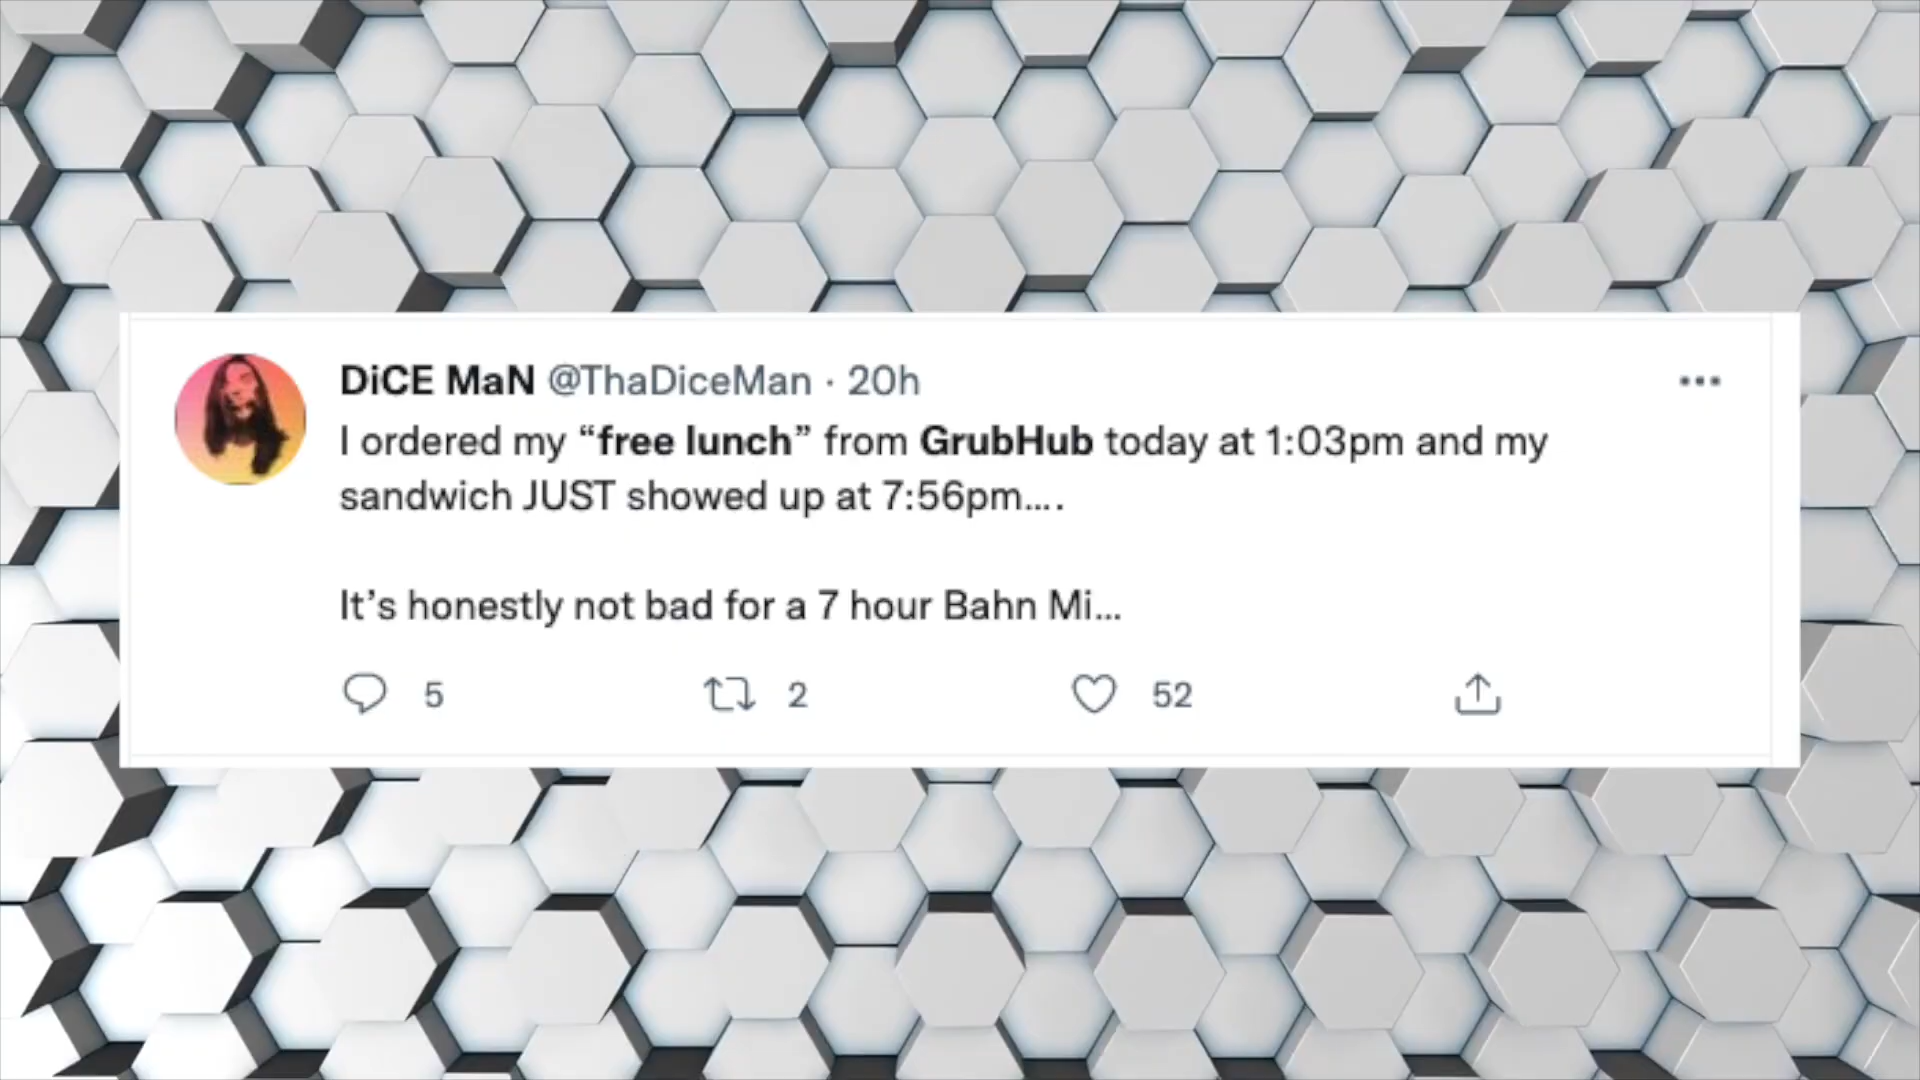 DiCE MaN @ThaDiceMan · 20h
I ordered my “free lunch” from GrubHub today at 1:03pm and my
sandwich JUST showed up at 7:56pm....
It’s honestly not bad for a 7 hour Bahn Mi...
5 2 52